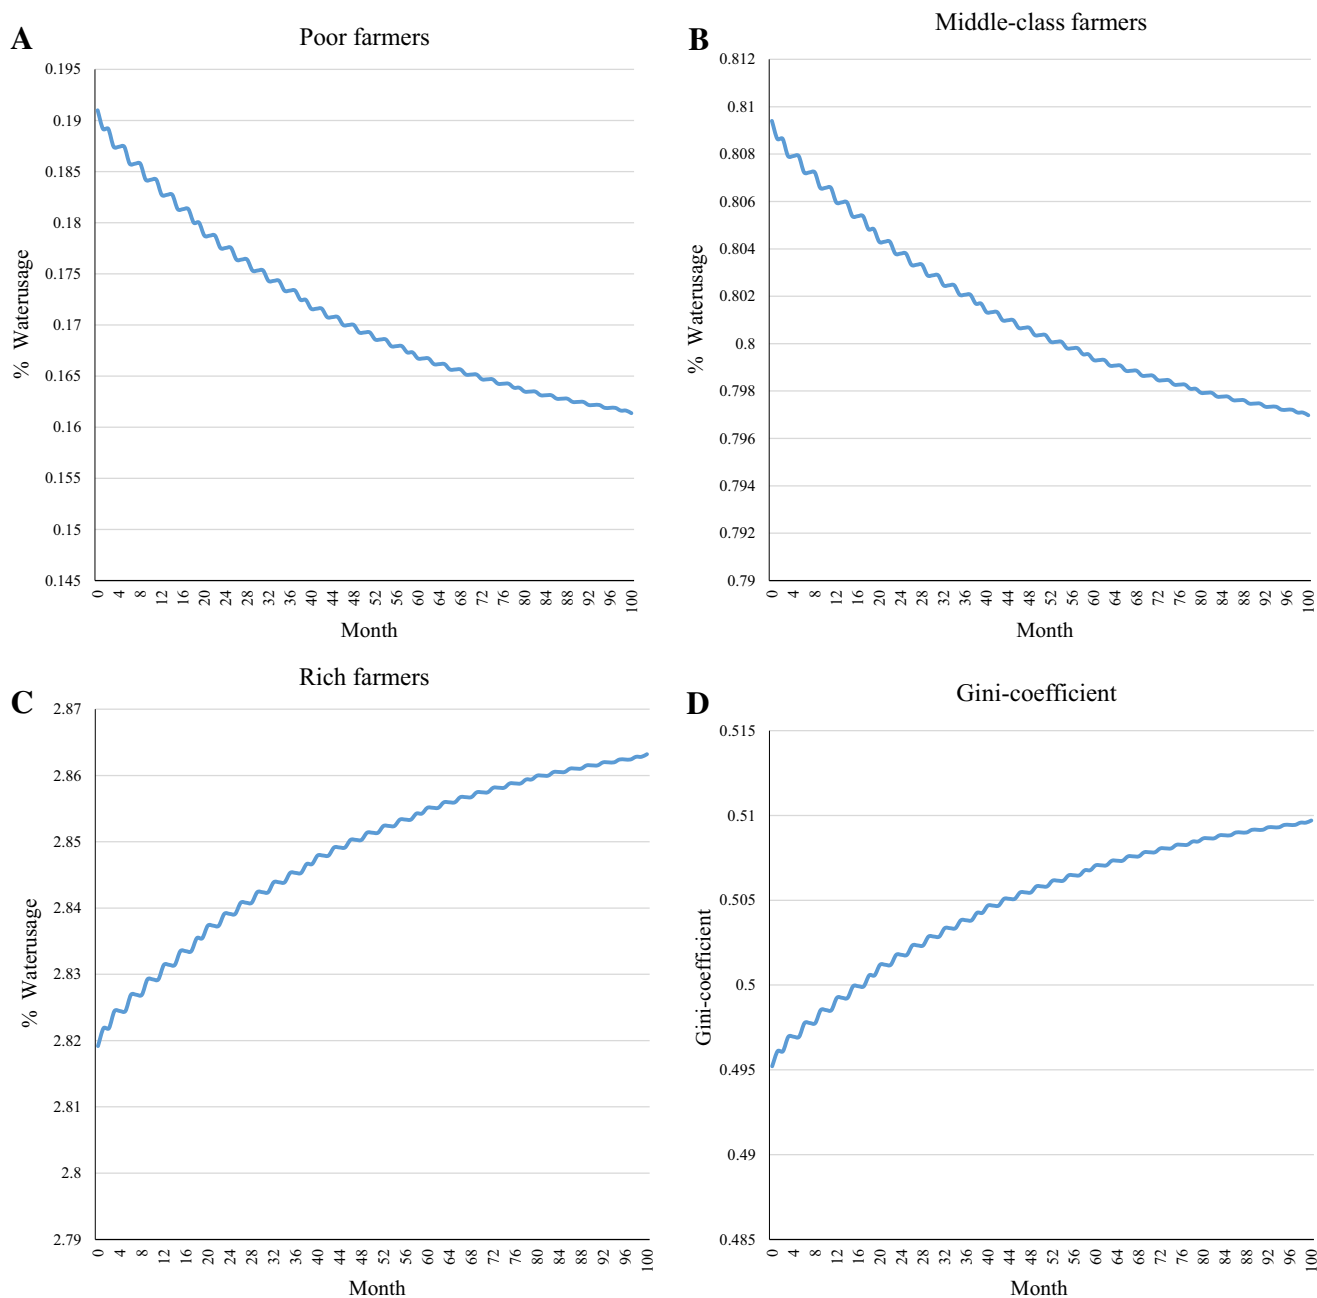 A
Poor farmers
% Waterusage
0.195
0.19
0.185
0.18
0.175
0.17
0.165
0.16
0.155
0.15
0.145
0 4 8 12 16 20 24 28 32 36 40 44 48 52 56 60 64 68 72 76 80 84 88 92 96 100
Month
B
Middle-class farmers
% Waterusage
0.812
0.81
0.808
0.806
0.804
0.802
0.8
0.798
0.796
0.794
0.792
0.79
0 4 8 12 16 20 24 28 32 36 40 44 48 52 56 60 64 68 72 76 80 84 88 92 96 100
Month
C
Rich farmers
% Waterusage
2.87
2.86
2.85
2.84
2.83
2.82
2.81
2.8
2.79
0 4 8 12 16 20 24 28 32 36 40 44 48 52 56 60 64 68 72 76 80 84 88 92 96 100
Month
D
Gini-coefficient
Gini-coefficient
0.515
0.51
0.505
0.5
0.495
0.49
0.485
0 4 8 12 16 20 24 28 32 36 40 44 48 52 56 60 64 68 72 76 80 84 88 92 96 100
Month